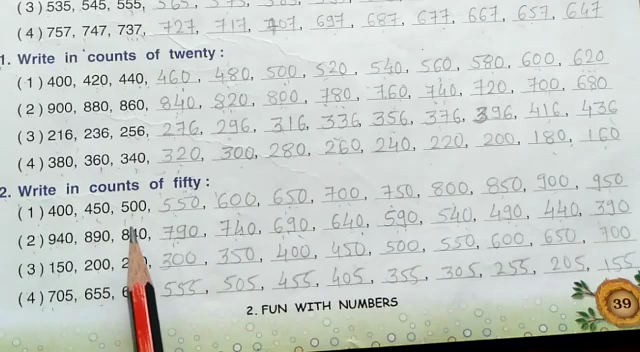 (3) 535, 545, 555,
(4) 757, 747, 737, 727, 717, 707, 697, 687, 677, 667, 657, 647
1. Write in counts of twenty :
(1) 400, 420, 440, 460, 480, 500, 520, 540, 560, 580, 600, 620
(2) 900, 880, 860, 840, 820, 800, 780, 760, 740, 720, 700, 680
(3) 216, 236, 256, 276, 296, 316, 336, 356, 376, 396, 416, 436
(4) 380, 360, 340, 320, 300, 280, 260, 240, 220, 200, 180, 160
2. Write in counts of fifty :
(1) 400, 450, 500, 550, 600, 650, 700, 750, 800, 850, 900, 950
(2) 940, 890, 840, 790, 740, 690, 640, 590, 540, 490, 440, 390
(3) 150, 200, 300, 350, 400, 450, 500, 550, 600, 650, 700
(4) 705, 655, 555, 505, 455, 405, 355, 305, 255, 205, 155
2. FUN WITH NUMBERS
39